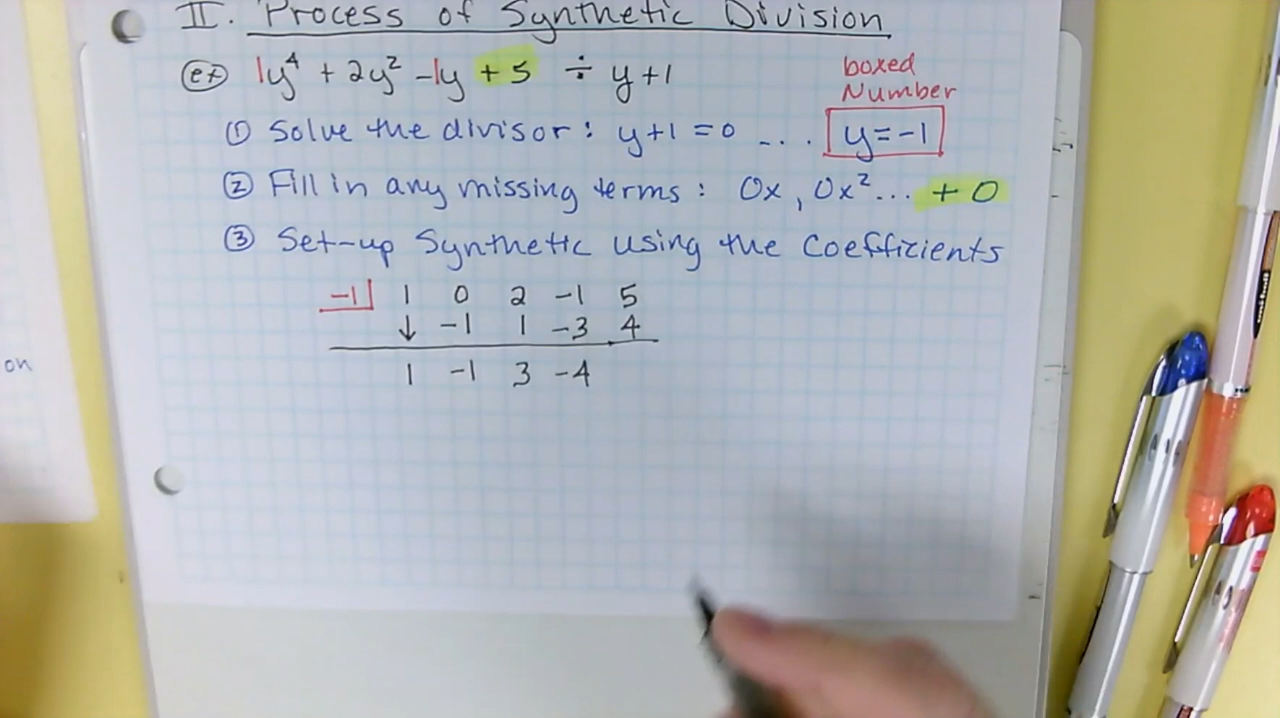 II. Process of Synthetic Division
ex 1y⁴ + 2y² -1y + 5 ÷ y + 1
boxed
Number
① Solve the divisor: y+1 = 0 ... y = -1
② Fill in any missing terms: 0x, 0x² ... + 0
③ Set-up Synthetic using the Coefficients
-1| 1 0 2 -1 5
↓ -1 1 -3 4
1 -1 3 -4
on